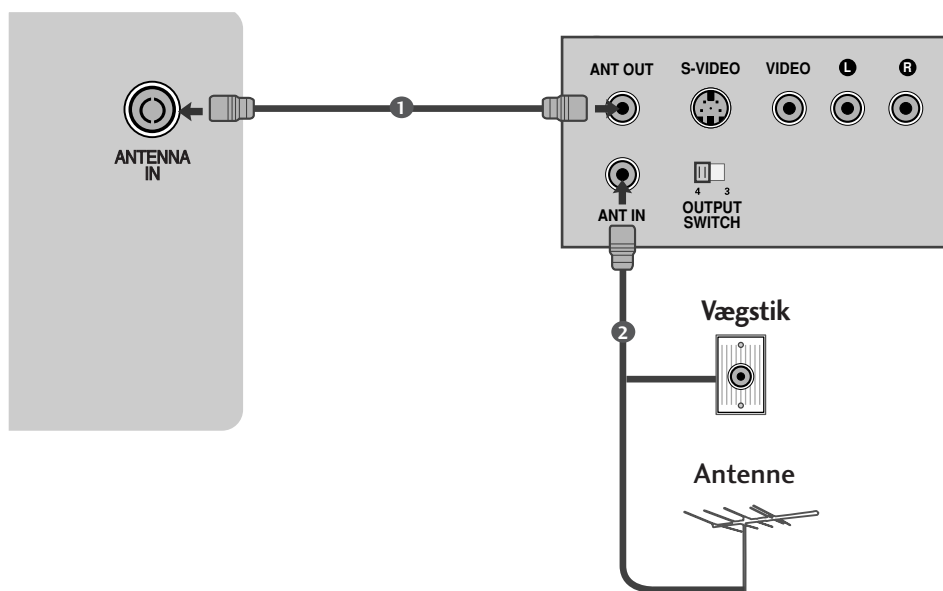 ANT OUT S-VIDEO VIDEO L R
1
ANTENNA
IN
4 3
ANT IN
OUTPUT
SWITCH
2
Vægstik
Antenne